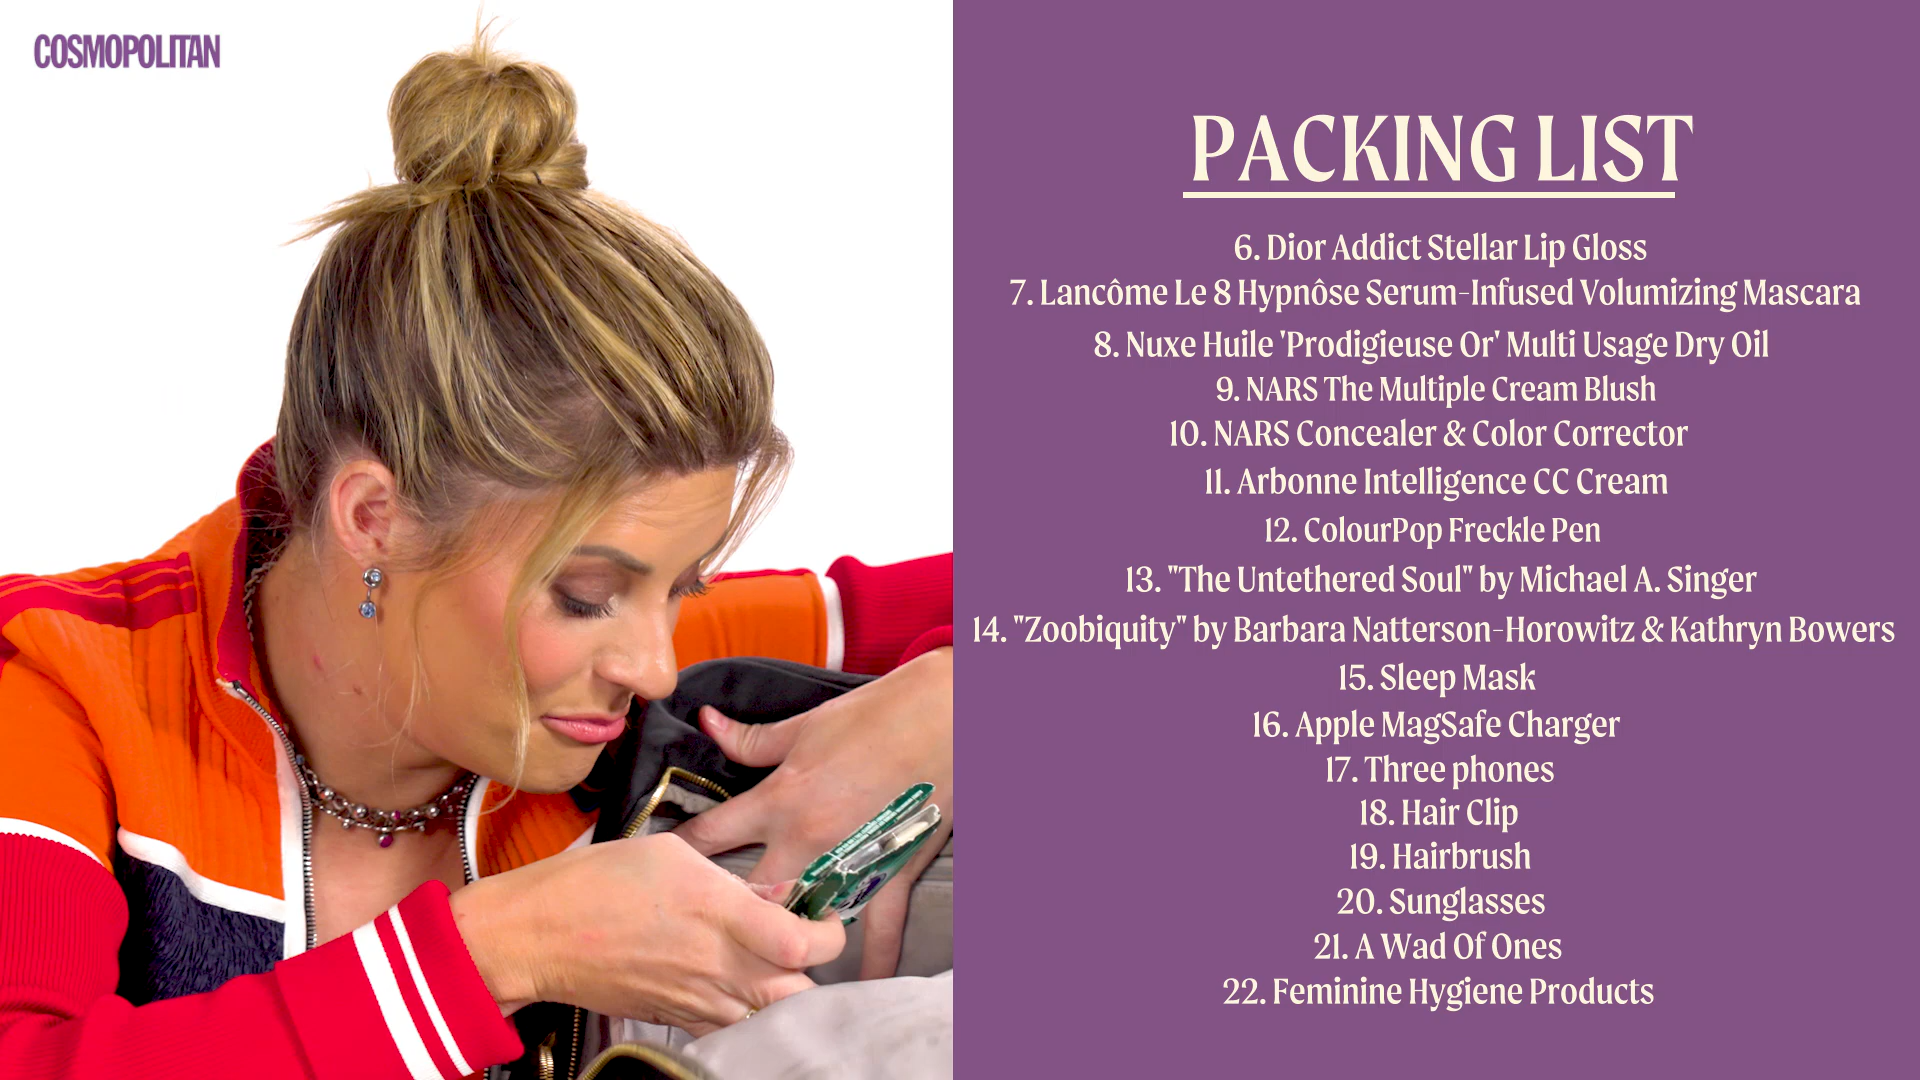 COSMOPOLITAN
PACKING LIST
6. Dior Addict Stellar Lip Gloss
7. Lancôme Le 8 Hypnôse Serum-Infused Volumizing Mascara
8. Nuxe Huile 'Prodigieuse Or' Multi Usage Dry Oil
9. NARS The Multiple Cream Blush
10. NARS Concealer & Color Corrector
11. Arbonne Intelligence CC Cream
12. ColourPop Freckle Pen
13. "The Untethered Soul" by Michael A. Singer
14. "Zoobiquity" by Barbara Natterson-Horowitz & Kathryn Bowers
15. Sleep Mask
16. Apple MagSafe Charger
17. Three phones
18. Hair Clip
19. Hairbrush
20. Sunglasses
21. A Wad Of Ones
22. Feminine Hygiene Products